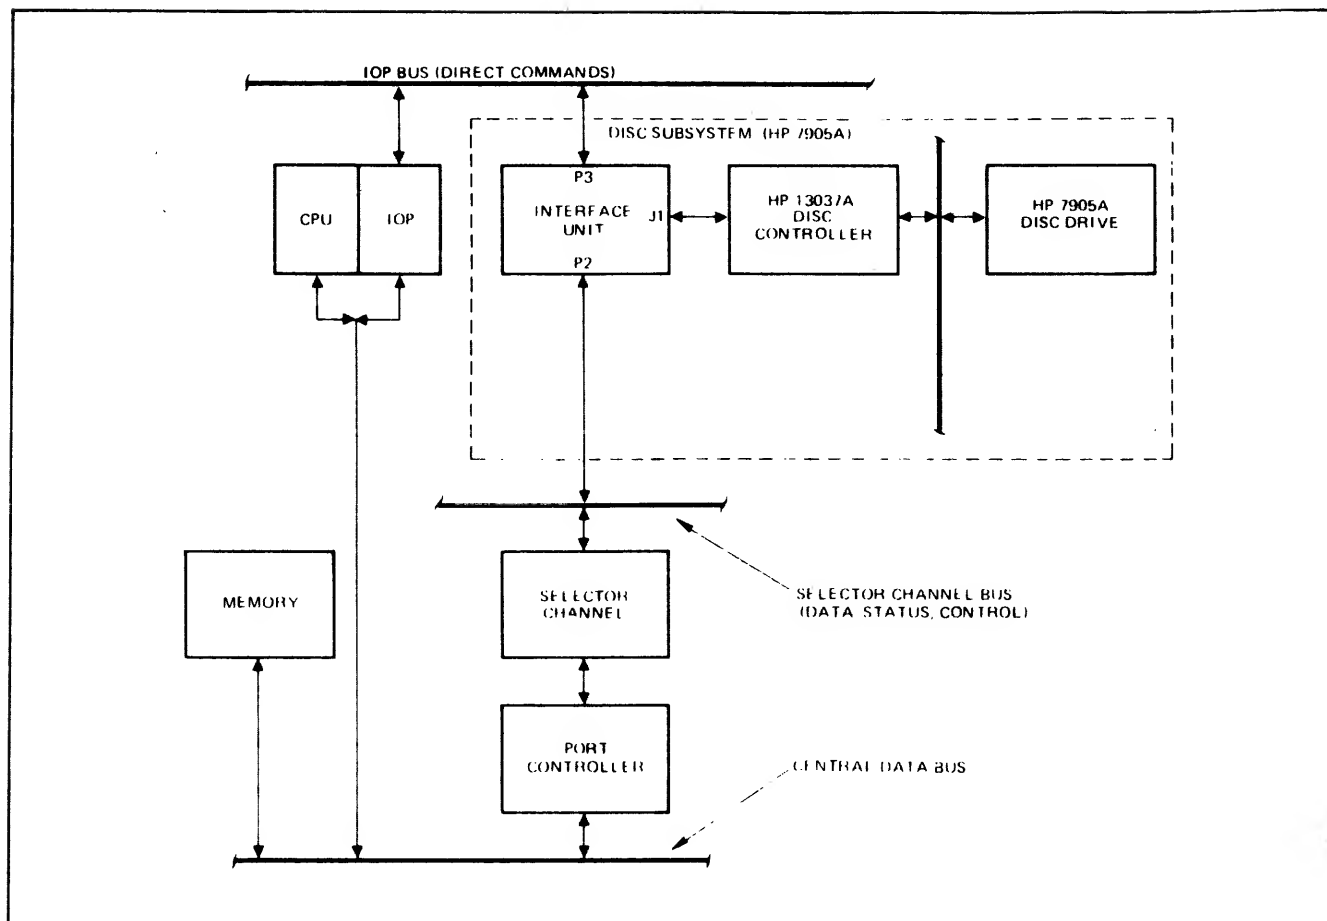 IOP BUS (DIRECT COMMANDS)
DISC SUBSYSTEM (HP 7905A)
CPU
IOP
P3
INTERFACE
UNIT
J1
P2
HP 13037A
DISC
CONTROLLER
HP 7905A
DISC DRIVE
MEMORY
SELECTOR
CHANNEL
SELECTOR CHANNEL BUS
(DATA STATUS, CONTROL)
PORT
CONTROLLER
CENTRAL DATA BUS